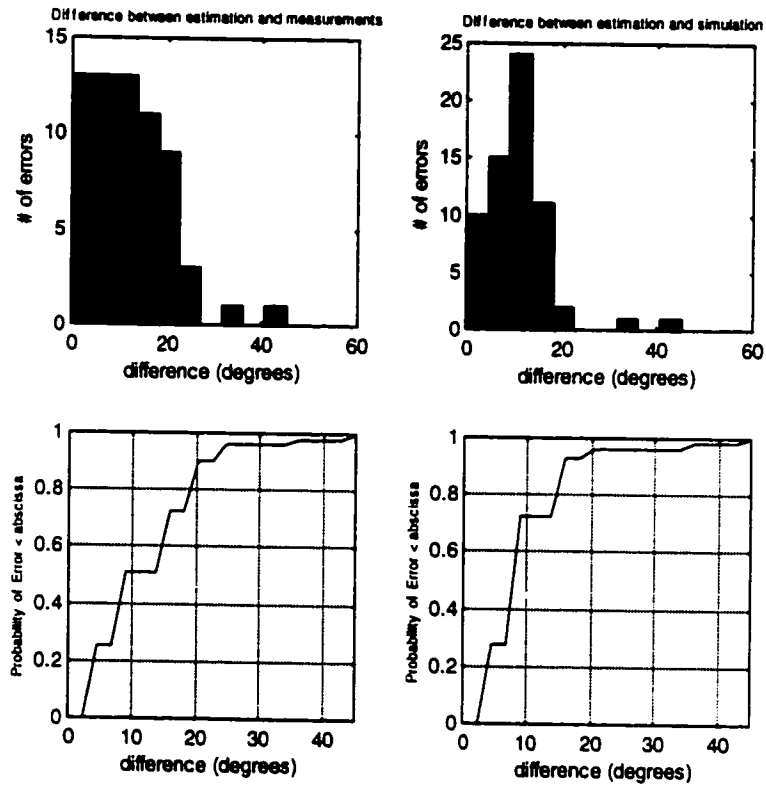 Difference between estimation and measurements
15
10
5
0
# of errors
0 20 40 60
difference (degrees)
Difference between estimation and simulation
25
20
15
10
5
0
# of errors
0 20 40 60
difference (degrees)
1
0.8
0.6
0.4
0.2
0
Probability of Error < abscissa
0 10 20 30 40
difference (degrees)
1
0.8
0.6
0.4
0.2
0
Probability of Error < abscissa
0 10 20 30 40
difference (degrees)